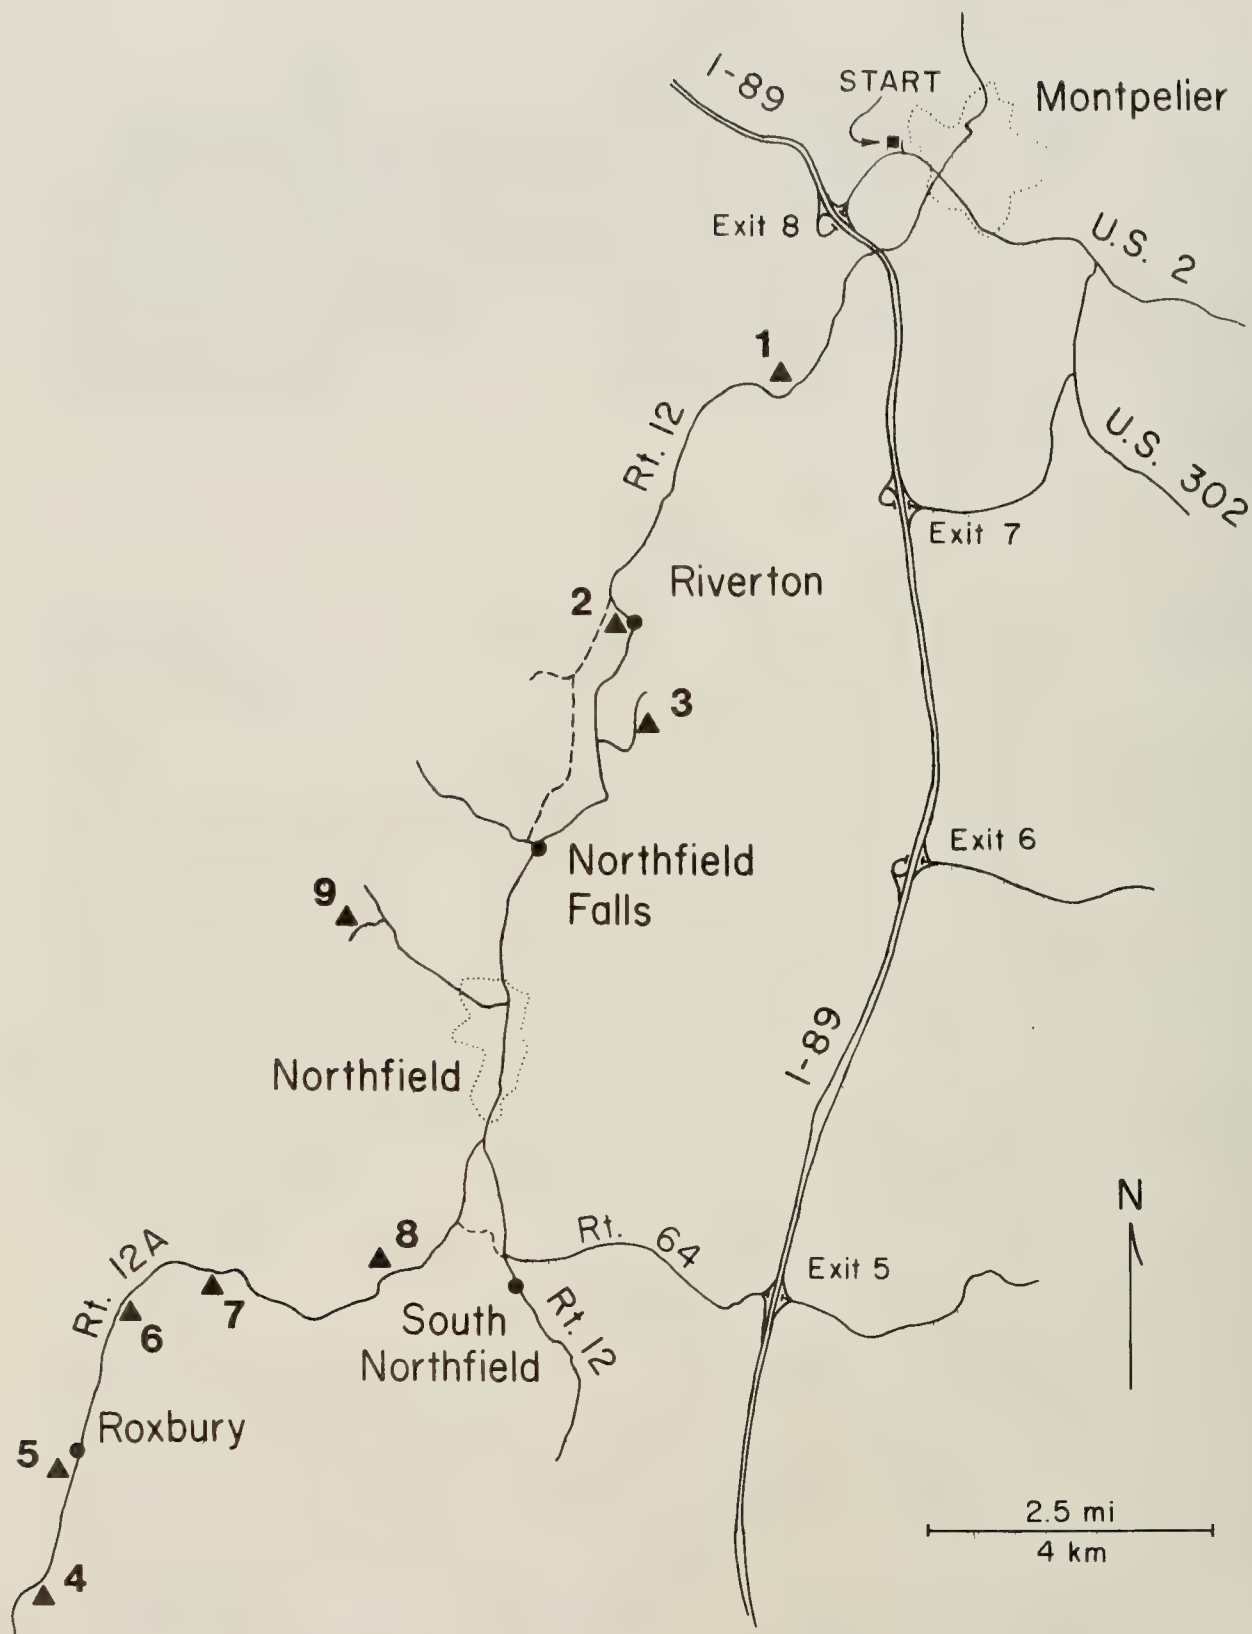 I-89
START
Montpelier
Exit 8
U.S. 2
1
Rt. 12
U.S. 302
Exit 7
Riverton
2
3
Exit 6
Northfield
Falls
9
I-89
Northfield
N
8
Rt. 64
Rt. 12A
Exit 5
7
6
South
Northfield
Rt. 12
Roxbury
5
2.5 mi
4 km
4